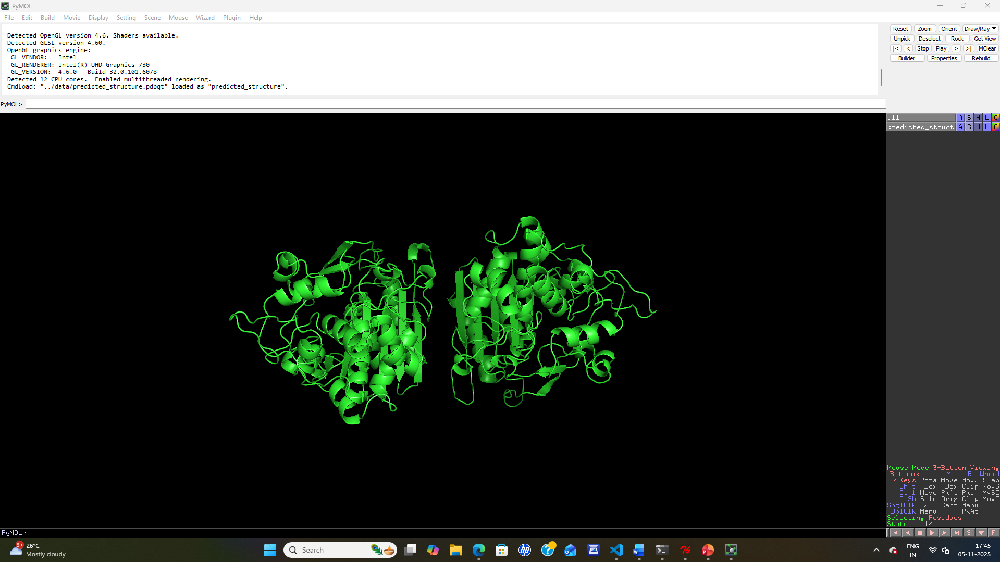 PyMOL
File Edit Build Movie Display Setting Scene Mouse Wizard Plugin Help
Detected OpenGL version 4.6. Shaders available.
Detected GLSL version 4.60.
OpenGL graphics engine:
GL_VENDOR: Intel
GL_RENDERER: Intel(R) UHD Graphics 730
GL_VERSION: 4.6.0 - Build 32.0.101.6078
Detected 12 CPU cores. Enabled multithreaded rendering.
CmdLoad: "../data/predicted_structure.pdbqt" loaded as "predicted_structure".
PyMOL>
Reset Zoom Orient Draw/Ray
Unpick Deselect Rock Get View
|< < Stop Play > >| MClear
Builder Properties Rebuild
all A S H L C
predicted_struct A S H L C
Mouse Mode 3-Button Viewing
Buttons L M R Wheel
& Keys Rota Move MovZ Slab
Shft +Box -Box Clip MovS
Ctrl Move PkAt Pk1 MvSZ
CtSh Sele Orig Clip MovZ
SnglClk +/- Cent Menu
DblClk Menu - PkAt
Selecting Residues
State 1/ 1
S F
PyMOL>_
9+
26°C
Mostly cloudy
Search
hp
ENG
IN
17:45
05-11-2025